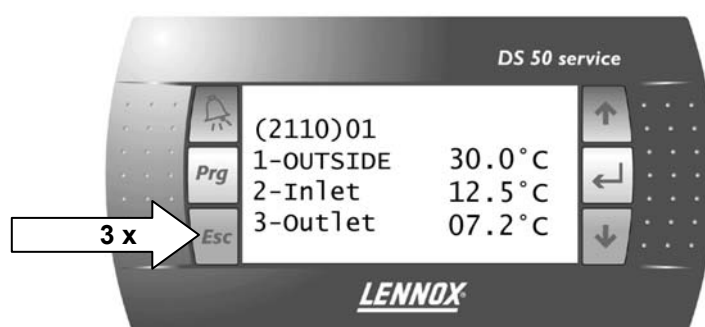 DS 50 service
(2110)01
1-OUTSIDE 30.0°C
2-Inlet 12.5°C
3-Outlet 07.2°C
Prg
Esc
3 x
LENNOX